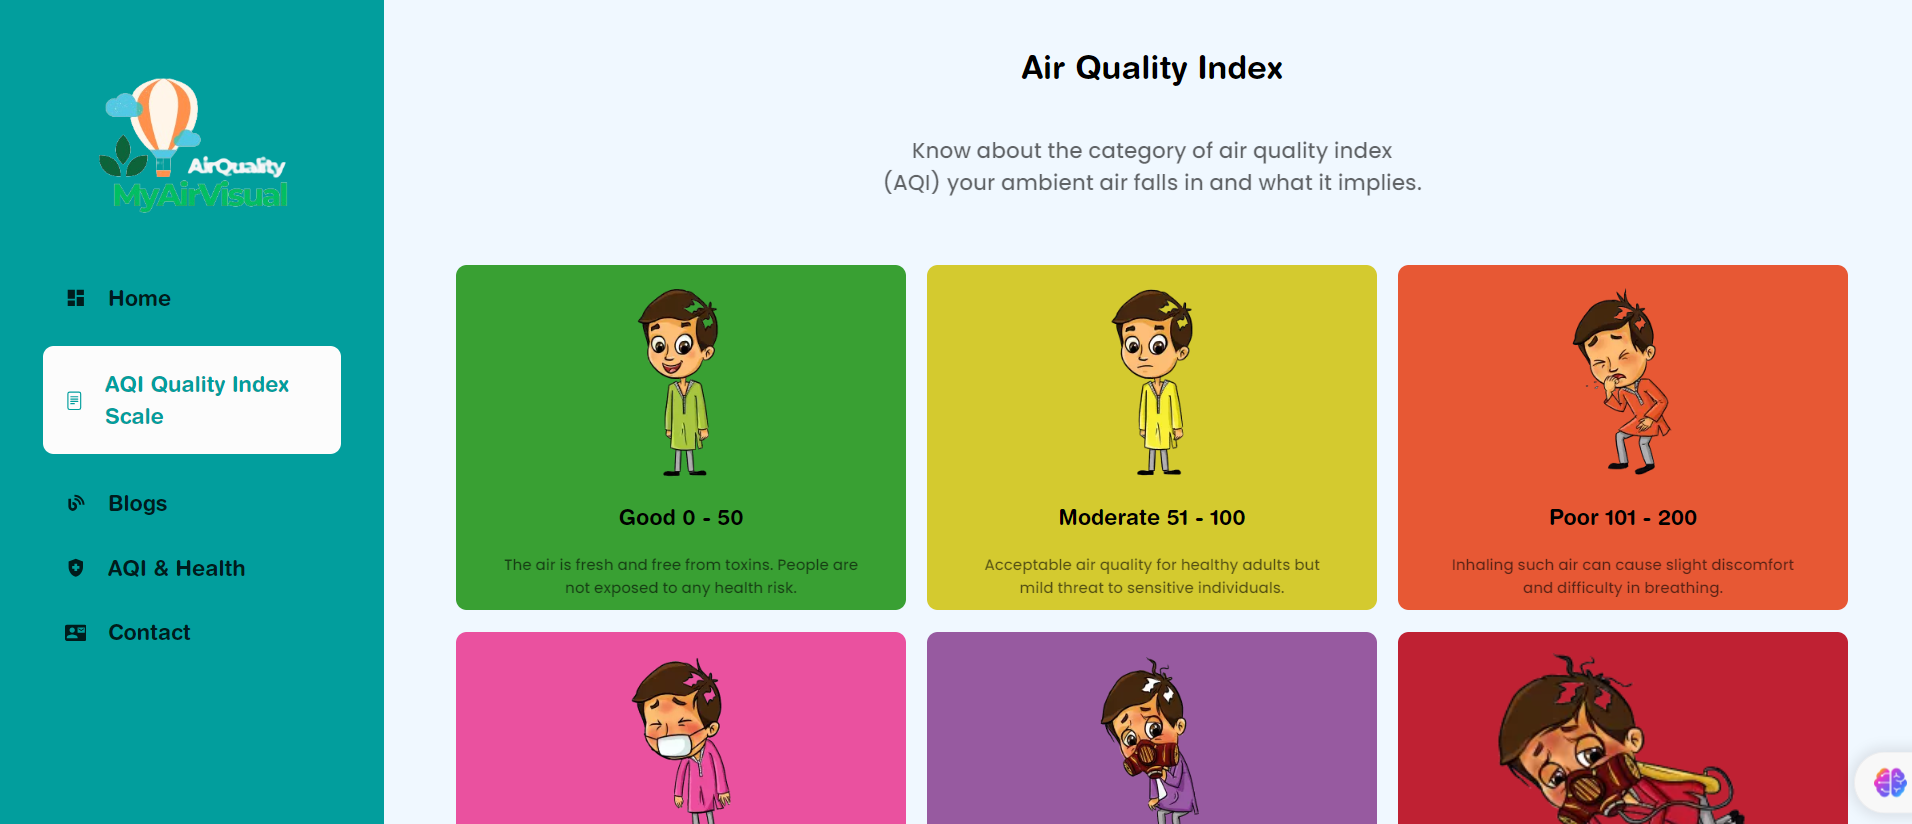 AirQuality
MyAirVisual
Home
AQI Quality Index
Scale
Blogs
AQI & Health
Contact
Air Quality Index
Know about the category of air quality index
(AQI) your ambient air falls in and what it implies.
Good 0 - 50
The air is fresh and free from toxins. People are
not exposed to any health risk.
Moderate 51 - 100
Acceptable air quality for healthy adults but
mild threat to sensitive individuals.
Poor 101 - 200
Inhaling such air can cause slight discomfort
and difficulty in breathing.